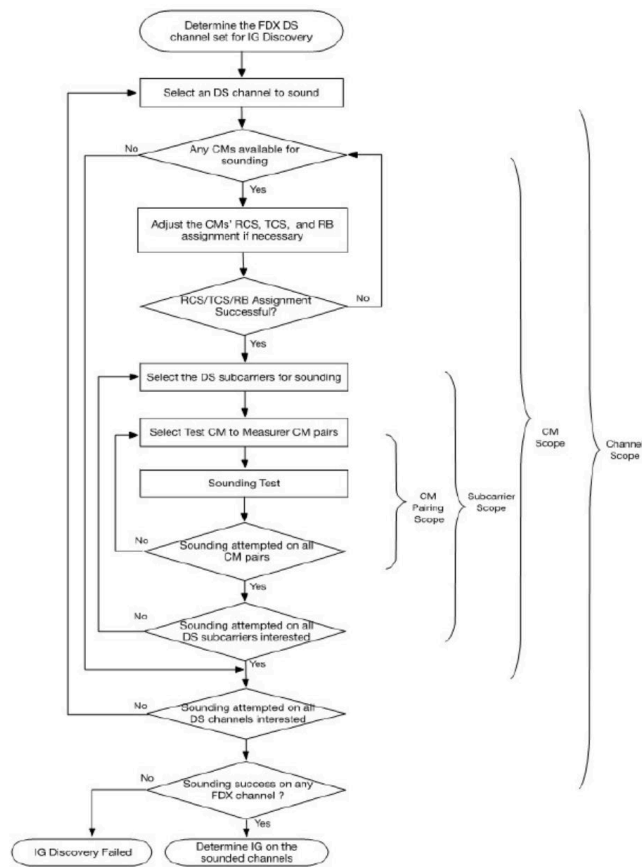 Determine the FDX DS
channel set for IG Discovery
Select an DS channel to sound
Any CMs available for
sounding
No
Yes
Adjust the CMs' RCS, TCS, and RB
assignment if necessary
RCS/TCS/RB Assignment
Successful?
No
Yes
Select the DS subcarriers for sounding
Select Test CM to Measurer CM pairs
Sounding Test
Sounding attempted on all
CM pairs
No
Yes
Sounding attempted on all
DS subcarriers interested
No
Yes
Sounding attempted on all
DS channels interested
No
Sounding success on any
FDX channel ?
No
Yes
IG Discovery Failed
Determine IG on the
sounded channels
CM
Pairing
Scope
Subcarrier
Scope
CM
Scope
Channel
Scope